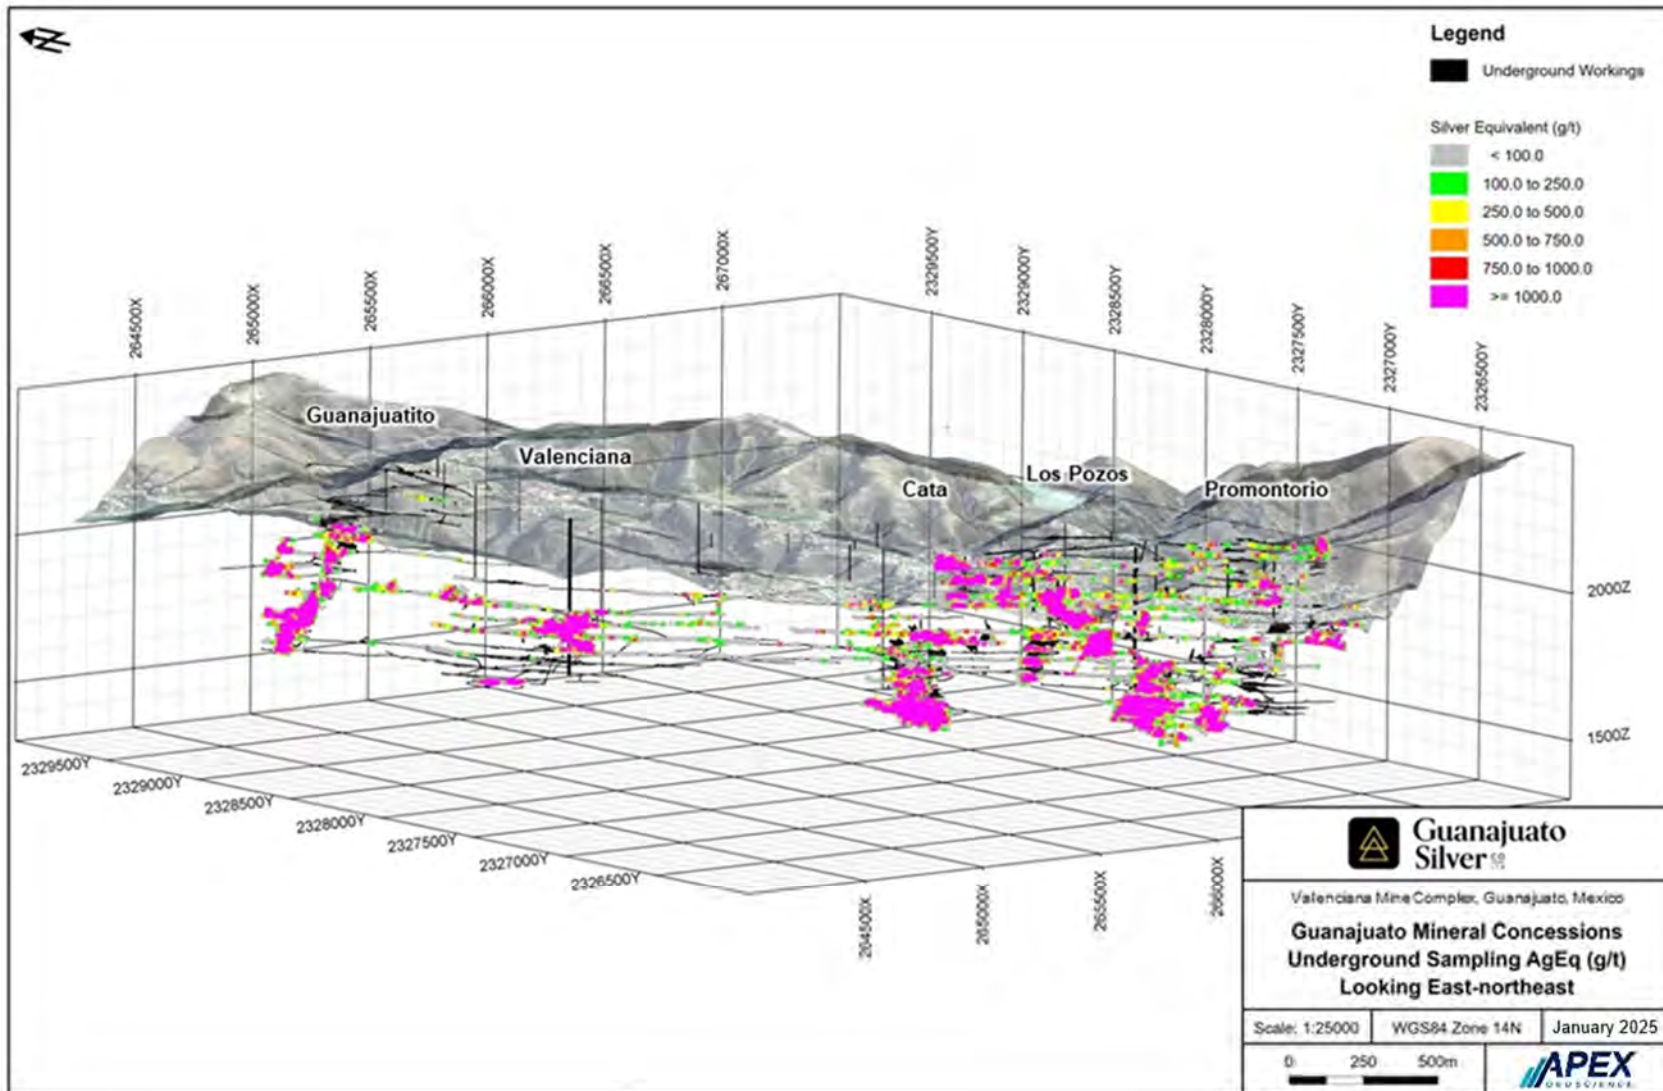 N
Legend
Underground Workings
Silver Equivalent (g/t)
< 100.0
100.0 to 250.0
250.0 to 500.0
500.0 to 750.0
750.0 to 1000.0
>= 1000.0
264500X
265000X
265500X
266000X
266500X
267000X
2329500Y
2329000Y
2328500Y
2328000Y
2327500Y
2327000Y
2326500Y
Guanajuatito
Valenciana
Cata
Los Pozos
Promontorio
2000Z
1500Z
2329500Y
2329000Y
2328500Y
2328000Y
2327500Y
2327000Y
2326500Y
264500X
265000X
265500X
266000X
Guanajuato
Silver CO
Valenciana Mine Complex, Guanajuato, Mexico
Guanajuato Mineral Concessions
Underground Sampling AgEq (g/t)
Looking East-northeast
Scale: 1:25000
WGS84 Zone 14N
January 2025
0 250 500m
APEX
GEOSCIENCE